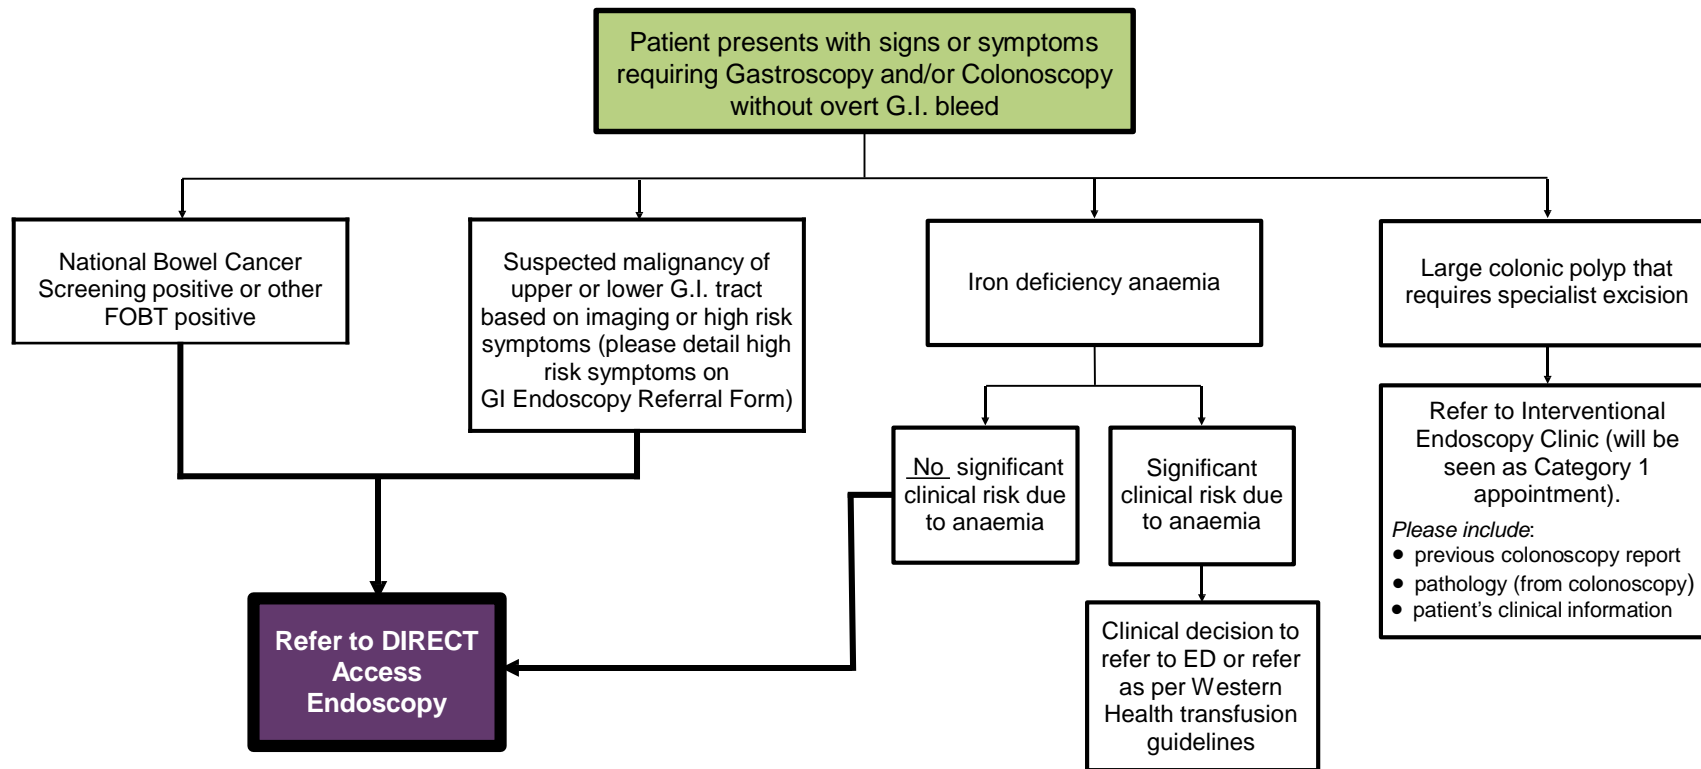 Patient presents with signs or symptoms
requiring Gastroscopy and/or Colonoscopy
without overt G.I. bleed
National Bowel Cancer
Screening positive or other
FOBT positive
Suspected malignancy of
upper or lower G.I. tract
based on imaging or high risk
symptoms (please detail high
risk symptoms on
GI Endoscopy Referral Form)
Iron deficiency anaemia
Large colonic polyp that
requires specialist excision
No significant
clinical risk due
to anaemia
Significant
clinical risk due
to anaemia
Refer to Interventional
Endoscopy Clinic (will be
seen as Category 1
appointment).
Please include:
• previous colonoscopy report
• pathology (from colonoscopy)
• patient’s clinical information
Refer to DIRECT
Access
Endoscopy
Clinical decision to
refer to ED or refer
as per Western
Health transfusion
guidelines